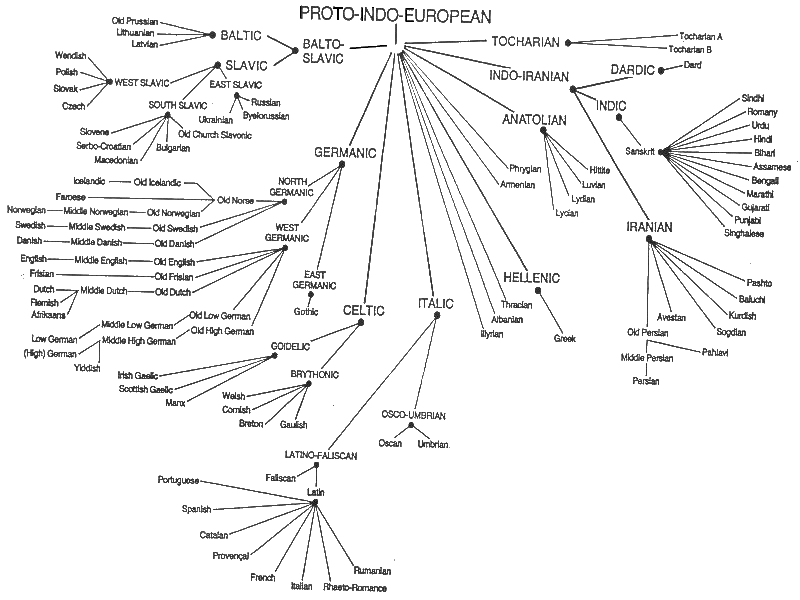 PROTO-INDO-EUROPEAN
Old Prussian
Lithuanian
Latvian
BALTIC
BALTO-
SLAVIC
SLAVIC
Wendish
Polish
Slovak
Czech
WEST SLAVIC
EAST SLAVIC
Russian
Ukrainian
Byelorussian
SOUTH SLAVIC
Slovene
Serbo-Croatian
Macedonian
Bulgarian
Old Church Slavonic
TOCHARIAN
Tocharian A
Tocharian B
INDO-IRANIAN
DARDIC
Dard
INDIC
Sanskrit
Sindhi
Romany
Urdu
Hindi
Bihari
Assamese
Bengali
Marathi
Gujarati
Punjabi
Singhalese
ANATOLIAN
Hittite
Luvian
Lydian
Lycian
Phrygian
Armenian
IRANIAN
Pashto
Baluchi
Kurdish
Sogdian
Avestan
Old Persian
Pahlavi
Middle Persian
Persian
GERMANIC
NORTH
GERMANIC
Icelandic
Old Icelandic
Faroese
Old Norse
Norwegian
Middle Norwegian
Old Norwegian
Swedish
Middle Swedish
Old Swedish
Danish
Middle Danish
Old Danish
WEST
GERMANIC
English
Middle English
Old English
Frisian
Old Frisian
Dutch
Middle Dutch
Old Dutch
Flemish
Afrikaans
Old Low German
Middle Low German
Low German
Old High German
Middle High German
(High) German
Yiddish
EAST
GERMANIC
Gothic
HELLENIC
Greek
Thracian
Albanian
Illyrian
CELTIC
GOIDELIC
Irish Gaelic
Scottish Gaelic
Manx
BRYTHONIC
Welsh
Cornish
Breton
Gaulish
ITALIC
OSCO-UMBRIAN
Oscan
Umbrian
LATINO-FALISCAN
Faliscan
Latin
Portuguese
Spanish
Catalan
Provençal
French
Italian
Rhaeto-Romance
Rumanian